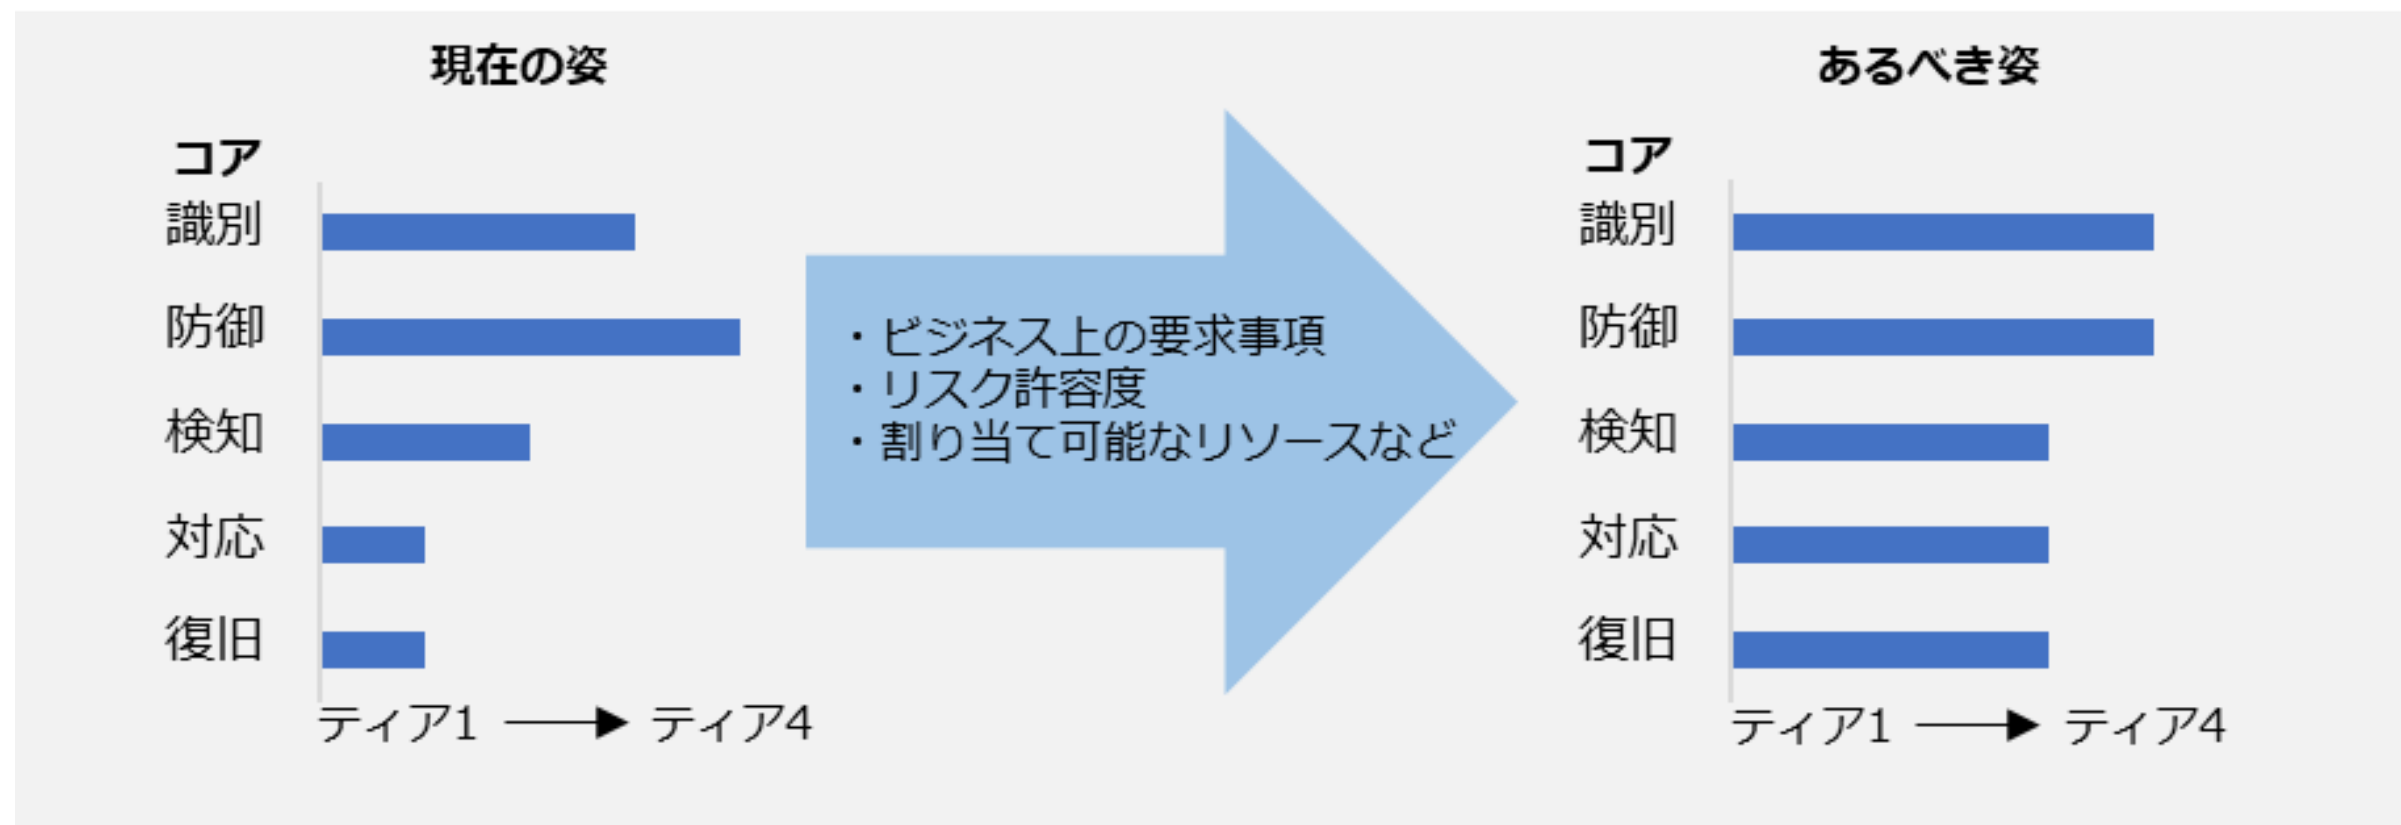 現在の姿
コア
識別
防御
検知
対応
復旧
ティア1 ティア4
・ビジネス上の要求事項
・リスク許容度
・割り当て可能なリソースなど
あるべき姿
コア
識別
防御
検知
対応
復旧
ティア1 ティア4